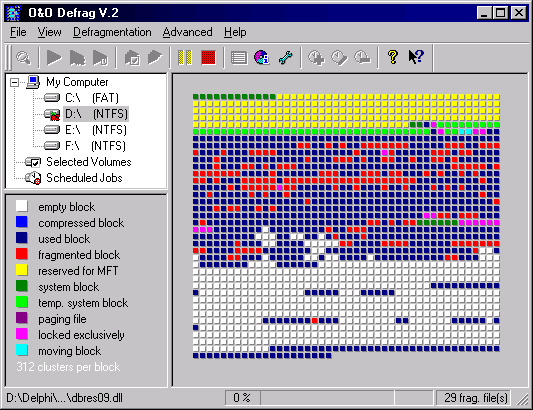 O&O Defrag V.2
File View Defragmentation Advanced Help
My Computer
C:\ (FAT)
D:\ (NTFS)
E:\ (NTFS)
F:\ (NTFS)
Selected Volumes
Scheduled Jobs
empty block
compressed block
used block
fragmented block
reserved for MFT
system block
temp. system block
paging file
locked exclusively
moving block
312 clusters per block
D:\Delphi\...\dbres09.dll 0 % 29 frag. file(s)